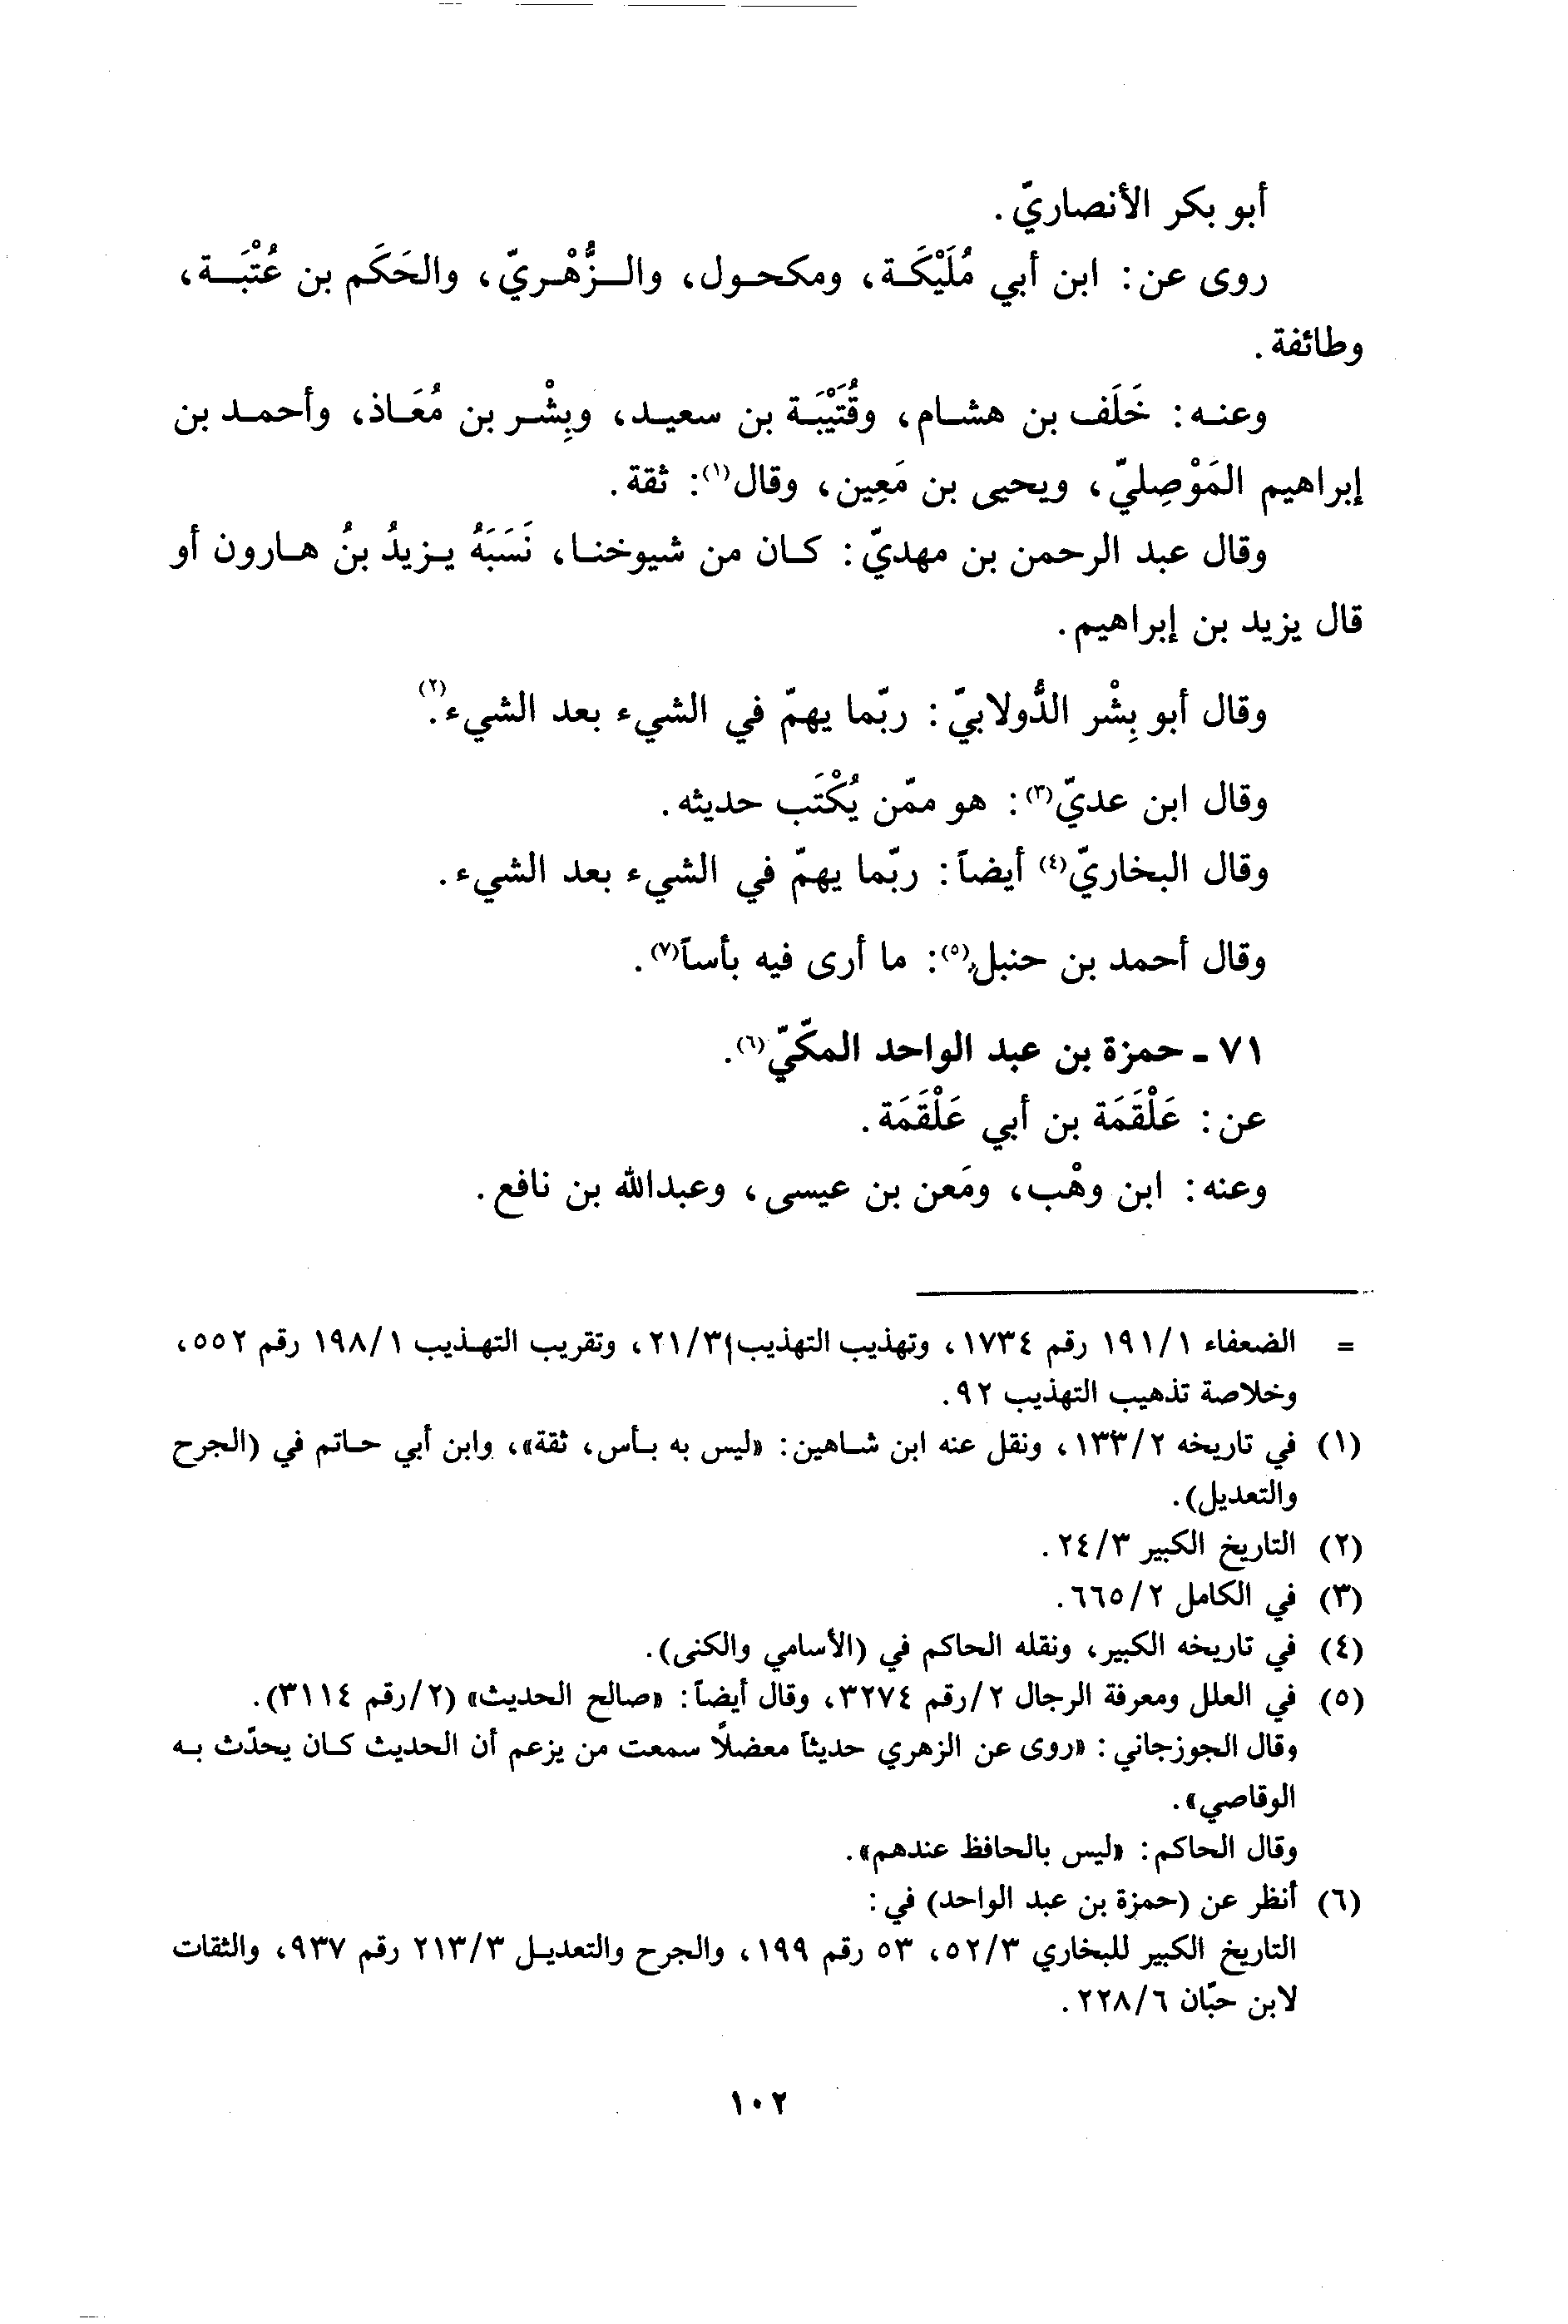 أبو بكر الأنصاريّ.
روى عن: ابن أبي مُلَيْكَة، ومكحول، والزُّهْريّ، والحَكَم بن عُتْبَة،
وطائفة.
وعنه: خَلَف بن هشام، وقُتَيْبَة بن سعيد، وبِشْر بن مُعَاذ، وأحمد بن
إبراهيم المَوْصِليّ، ويحيى بن مَعِين، وقال(١): ثقة.
وقال عبد الرحمن بن مهديّ: كان من شيوخنا، نَسَبَهُ يزيدُ بنُ هارون أو
قال يزيد بن إبراهيم.
وقال أبو بِشْر الدُّولابيّ: ربّما يهمّ في الشيء بعد الشيء(٢).
وقال ابن عديّ(٣): هو ممّن يُكْتَب حديثه.
وقال البخاريّ(٤) أيضاً: ربّما يهمّ في الشيء بعد الشيء.
وقال أحمد بن حنبل(٥): ما أرى فيه بأساً(٧).
٧١ - حمزة بن عبد الواحد المكّيّ(٦).
عن: عَلْقَمَة بن أبي عَلْقَمَة.
وعنه: ابن وهْب، ومَعن بن عيسى، وعبدالله بن نافع.
= الضعفاء ١٩١/١ رقم ١٧٣٤، وتهذيب التهذيب ٢١/٣، وتقريب التهذيب ١٩٨/١ رقم ٥٥٢،
وخلاصة تذهيب التهذيب ٩٢.
(١) في تاريخه ١٣٣/٢، ونقل عنه ابن شاهين: «ليس به بأس، ثقة»، وابن أبي حاتم في (الجرح
والتعديل).
(٢) التاريخ الكبير ٢٤/٣.
(٣) في الكامل ٦٦٥/٢.
(٤) في تاريخه الكبير، ونقله الحاكم في (الأسامي والكنى).
(٥) في العلل ومعرفة الرجال ٢/رقم ٣٢٧٤، وقال أيضاً: «صالح الحديث» (٢/رقم ٣١١٤).
وقال الجوزجاني: «روى عن الزهري حديثاً معضلاً سمعت من يزعم أن الحديث كان يحدّث به
الوقاصي».
وقال الحاكم: «ليس بالحافظ عندهم».
(٦) أنظر عن (حمزة بن عبد الواحد) في:
التاريخ الكبير للبخاري ٥٢/٣، ٥٣ رقم ١٩٩، والجرح والتعديل ٢١٣/٣ رقم ٩٣٧، والثقات
لابن حبّان ٢٢٨/٦.
١٠٢